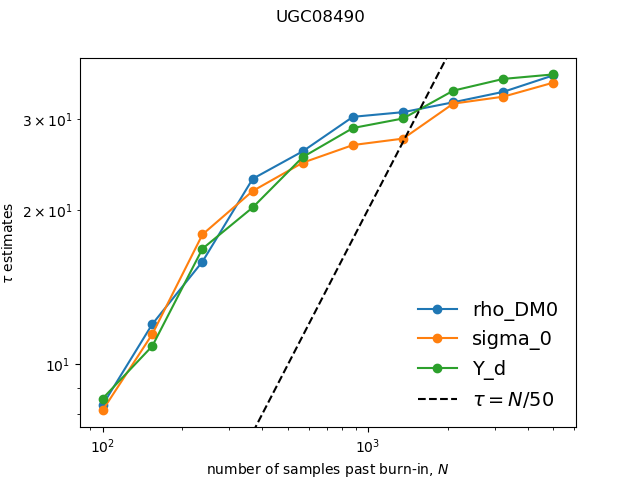 UGC08490
τ estimates
3 × 10¹
2 × 10¹
10¹
10²
10³
number of samples past burn-in, N
rho_DM0
sigma_0
Y_d
τ = N/50